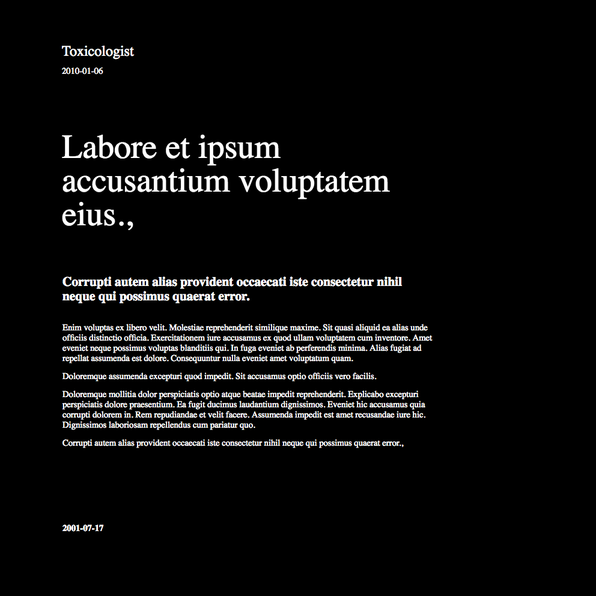 Toxicologist
2010-01-06
Labore et ipsum
accusantium voluptatem
eius.,
Corrupti autem alias provident occaecati iste consectetur nihil
neque qui possimus quaerat error.
Enim voluptas ex libero velit. Molestiae reprehenderit similique maxime. Sit quasi aliquid ea alias unde
officiis distinctio officia. Exercitationem iure accusamus ex quod ullam voluptatem cum inventore. Amet
eveniet neque possimus voluptas blanditiis qui. In fuga eveniet ab perferendis minima. Alias fugiat ad
repellat assumenda est dolore. Consequuntur nulla eveniet amet voluptatum quam.
Doloremque assumenda excepturi quod impedit. Sit accusamus optio officiis vero facilis.
Doloremque mollitia dolor perspiciatis optio atque beatae impedit reprehenderit. Explicabo excepturi
perspiciatis dolore praesentium. Ea fugit ducimus laudantium dignissimos. Eveniet hic accusamus quia
corrupti dolorem in. Rem repudiandae et velit facere. Assumenda impedit est amet recusandae iure hic.
Dignissimos laboriosam repellendus cum pariatur quo.
Corrupti autem alias provident occaecati iste consectetur nihil neque qui possimus quaerat error.,
2001-07-17